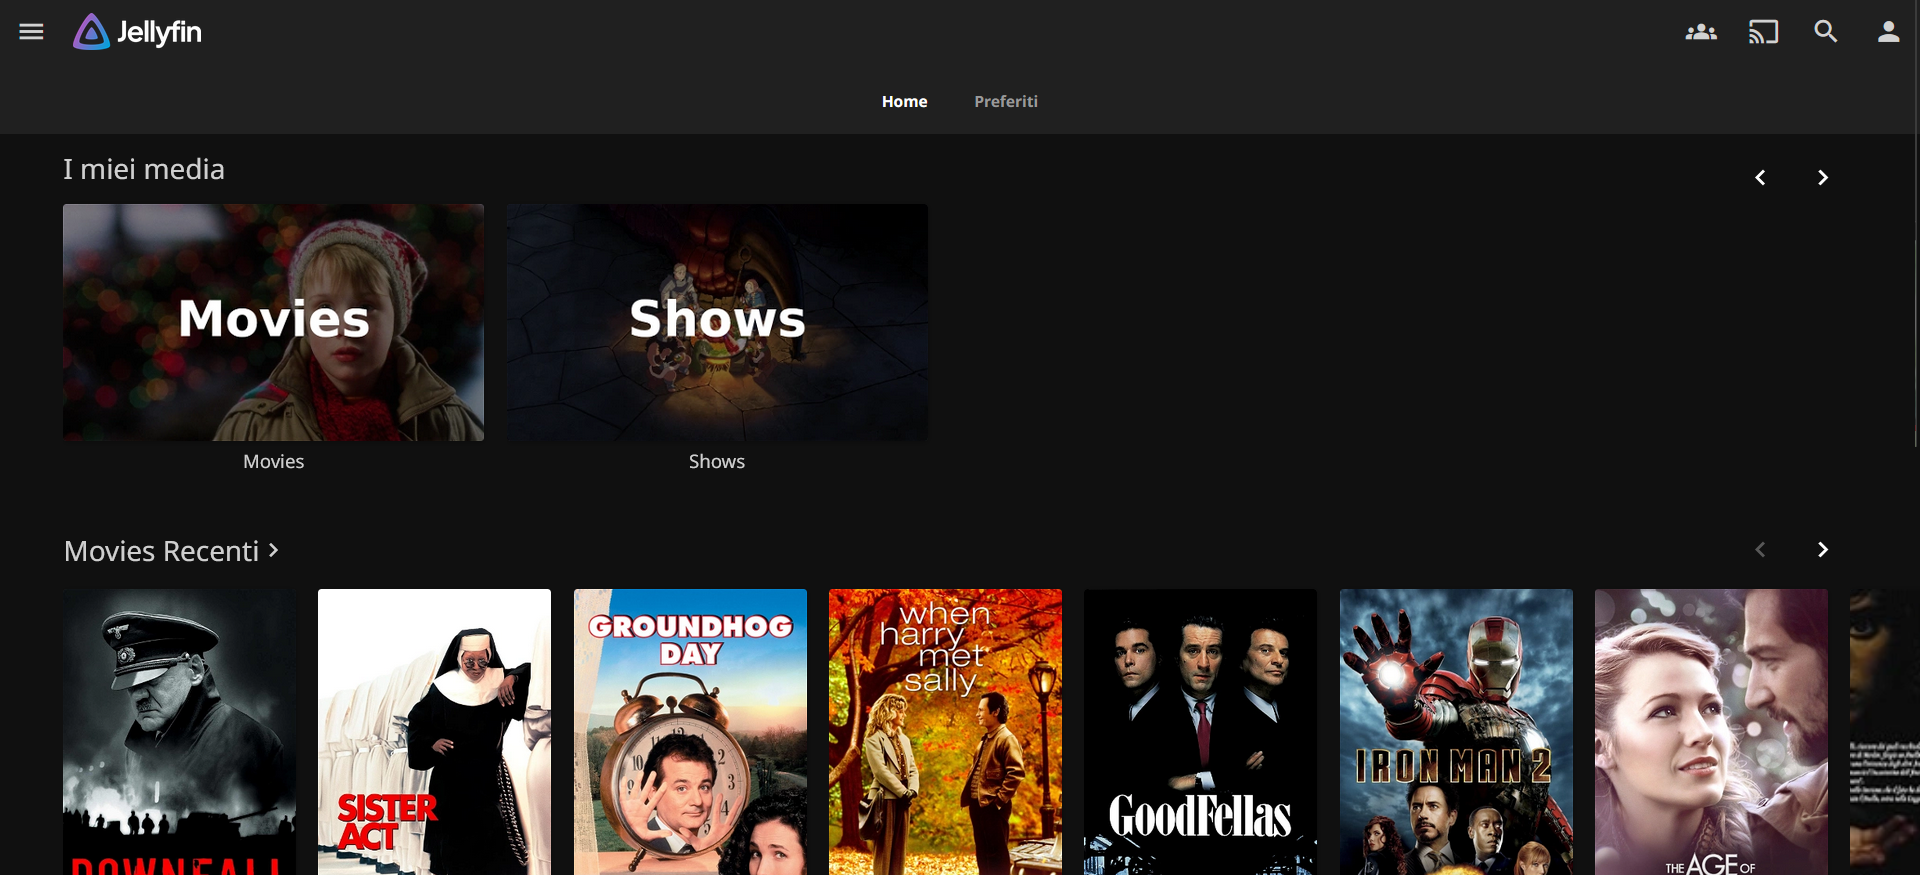 Jellyfin
Home Preferiti
I miei media
Movies Shows
Movies Shows
Movies Recenti
DOWNFALL
SISTER
ACT
GROUNDHOG
DAY
when
harry
met
sally
GOODFELLAS
IRON MAN 2
THE AGE OF